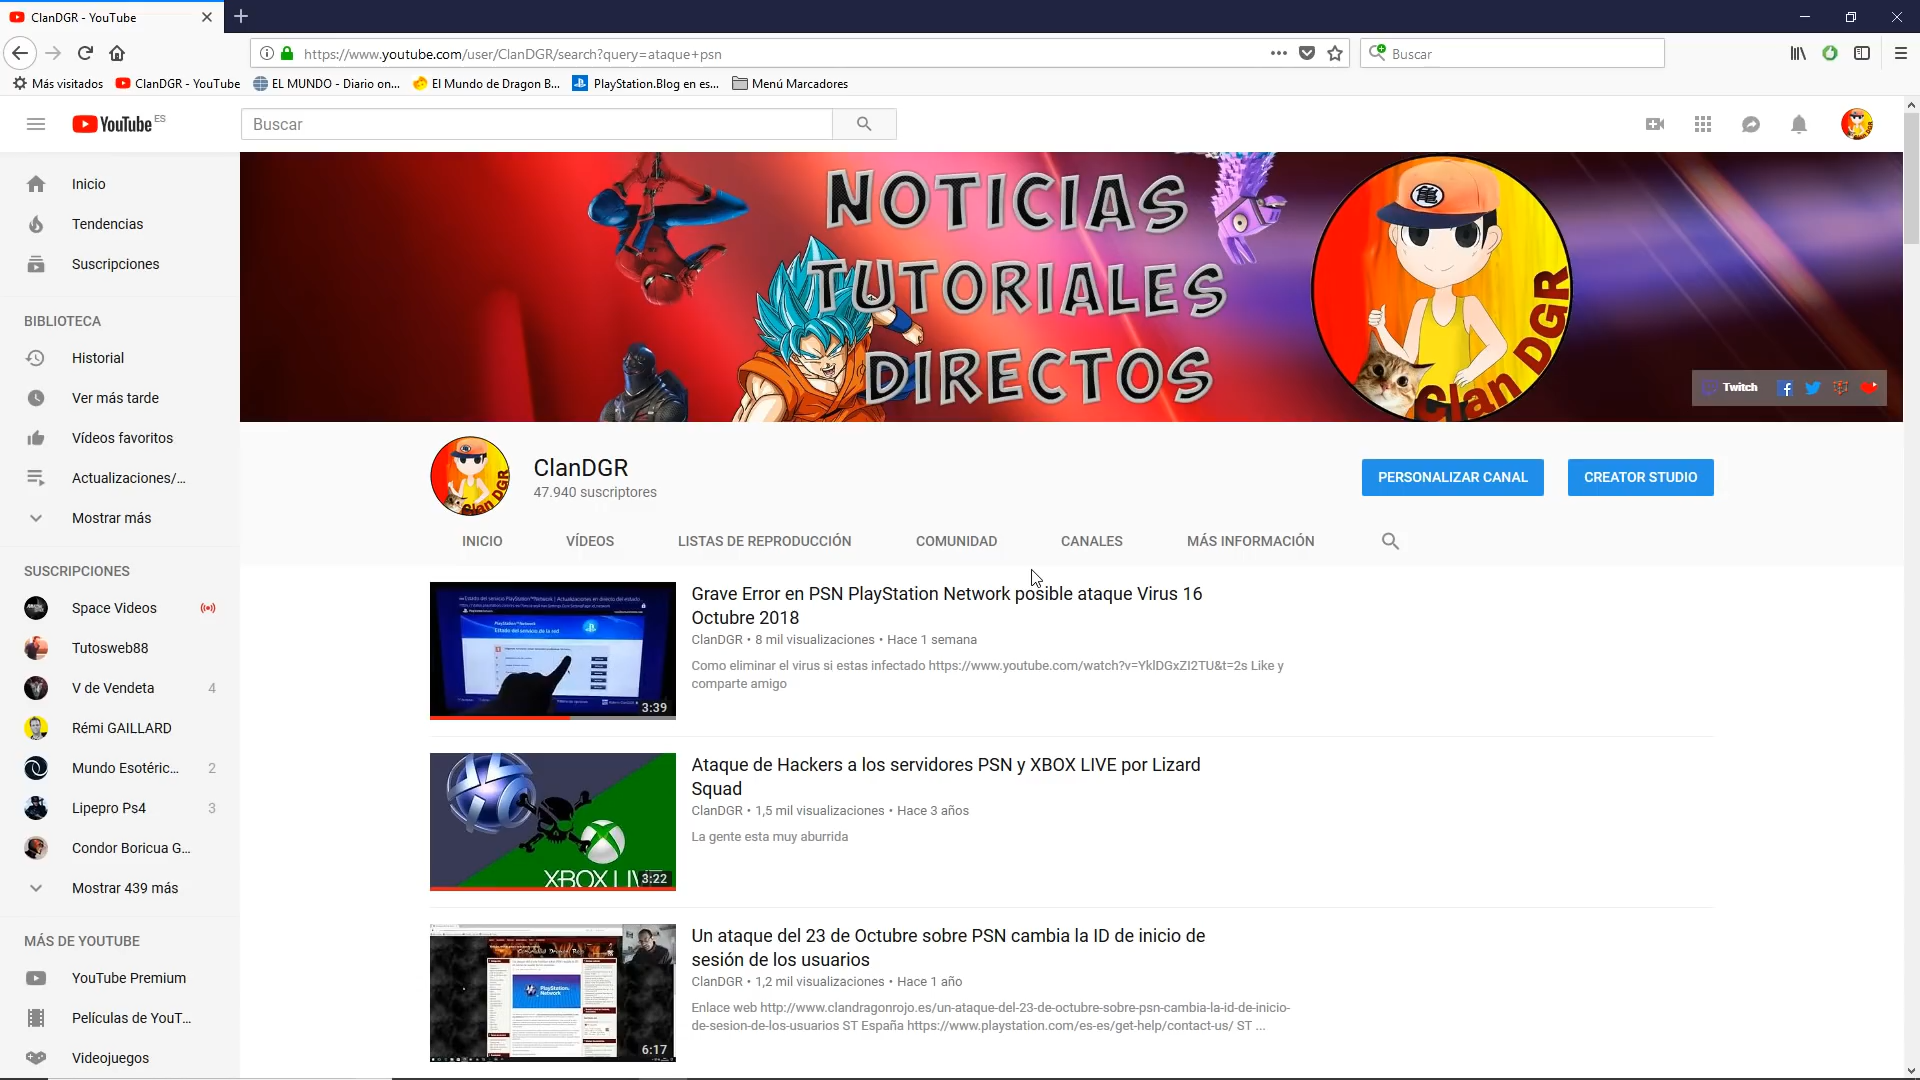 ClanDGR - YouTube
https://www.youtube.com/user/ClanDGR/search?query=ataque+psn
Buscar
Más visitados
ClanDGR - YouTube
EL MUNDO - Diario on...
El Mundo de Dragon B...
PlayStation.Blog en es...
Menú Marcadores
YouTube ES
Buscar
Inicio
Tendencias
Suscripciones
BIBLIOTECA
Historial
Ver más tarde
Vídeos favoritos
Actualizaciones/...
Mostrar más
SUSCRIPCIONES
Space Videos
Tutosweb88
V de Vendeta 4
Rémi GAILLARD
Mundo Esotéric... 2
Lipepro Ps4 3
Condor Boricua G...
Mostrar 439 más
MÁS DE YOUTUBE
YouTube Premium
Películas de YouT...
Videojuegos
NOTICIAS
TUTORIALES
DIRECTOS
Clan DGR
Twitch
ClanDGR
47.940 suscriptores
PERSONALIZAR CANAL
CREATOR STUDIO
INICIO
VÍDEOS
LISTAS DE REPRODUCCIÓN
COMUNIDAD
CANALES
MÁS INFORMACIÓN
3:39
Grave Error en PSN PlayStation Network posible ataque Virus 16
Octubre 2018
ClanDGR • 8 mil visualizaciones • Hace 1 semana
Como eliminar el virus si estas infectado https://www.youtube.com/watch?v=YklDGxZI2TU&t=2s Like y
comparte amigo
XBOX LIVE
3:22
Ataque de Hackers a los servidores PSN y XBOX LIVE por Lizard
Squad
ClanDGR • 1,5 mil visualizaciones • Hace 3 años
La gente esta muy aburrida
PlayStation
Network
6:17
Un ataque del 23 de Octubre sobre PSN cambia la ID de inicio de
sesión de los usuarios
ClanDGR • 1,2 mil visualizaciones • Hace 1 año
Enlace web http://www.clandragonrojo.es/un-ataque-del-23-de-octubre-sobre-psn-cambia-la-id-de-inicio-
de-sesion-de-los-usuarios ST España https://www.playstation.com/es-es/get-help/contact-us/ ST ...